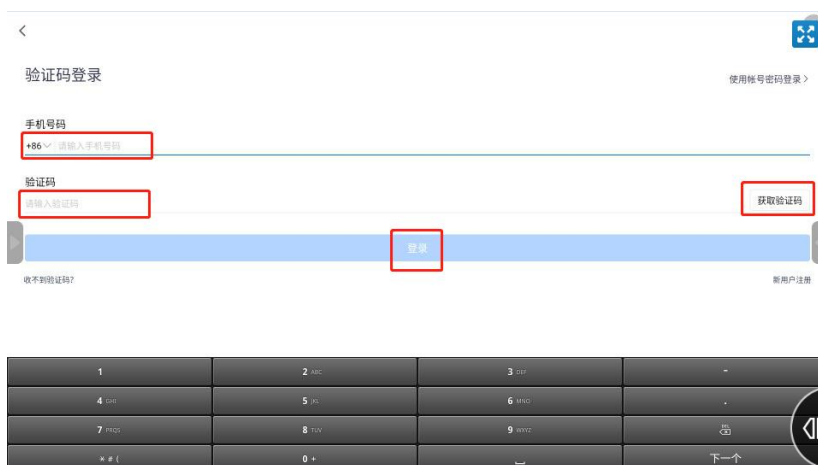 验证码登录
使用帐号密码登录>
手机号码
+86 请输入手机号码
验证码
请输入验证码
获取验证码
登录
收不到验证码?
新用户注册
1 2 ABC 3 DEF -
4 GHI 5 JKL 6 MNO .
7 PRQS 8 TUV 9 WXYZ DEL
* # ( 0 + 下一个